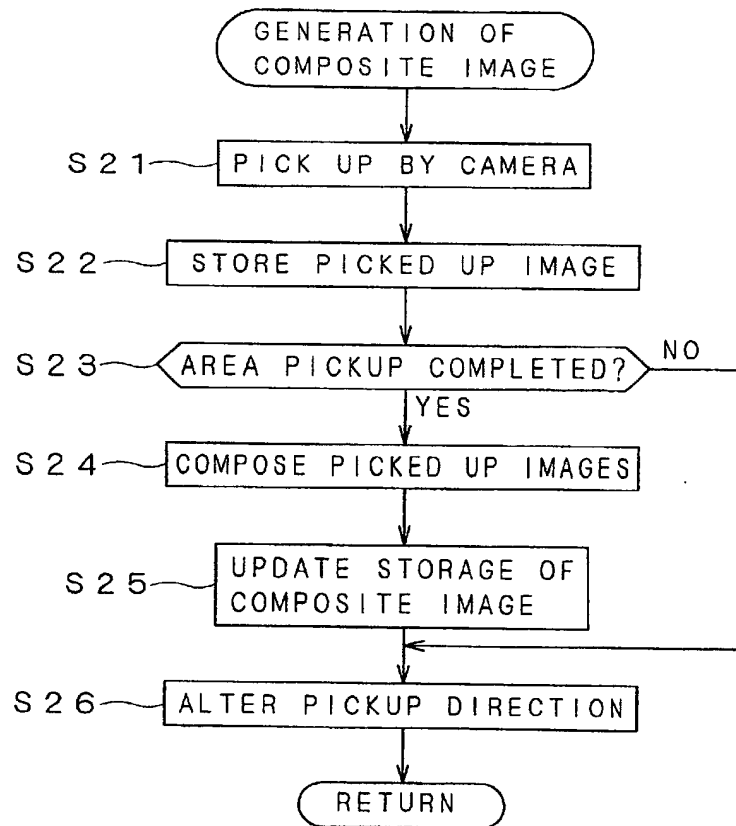 GENERATION OF
COMPOSITE IMAGE
S21
PICK UP BY CAMERA
S22
STORE PICKED UP IMAGE
S23
AREA PICKUP COMPLETED?
NO
YES
S24
COMPOSE PICKED UP IMAGES
S25
UPDATE STORAGE OF
COMPOSITE IMAGE
S26
ALTER PICKUP DIRECTION
RETURN